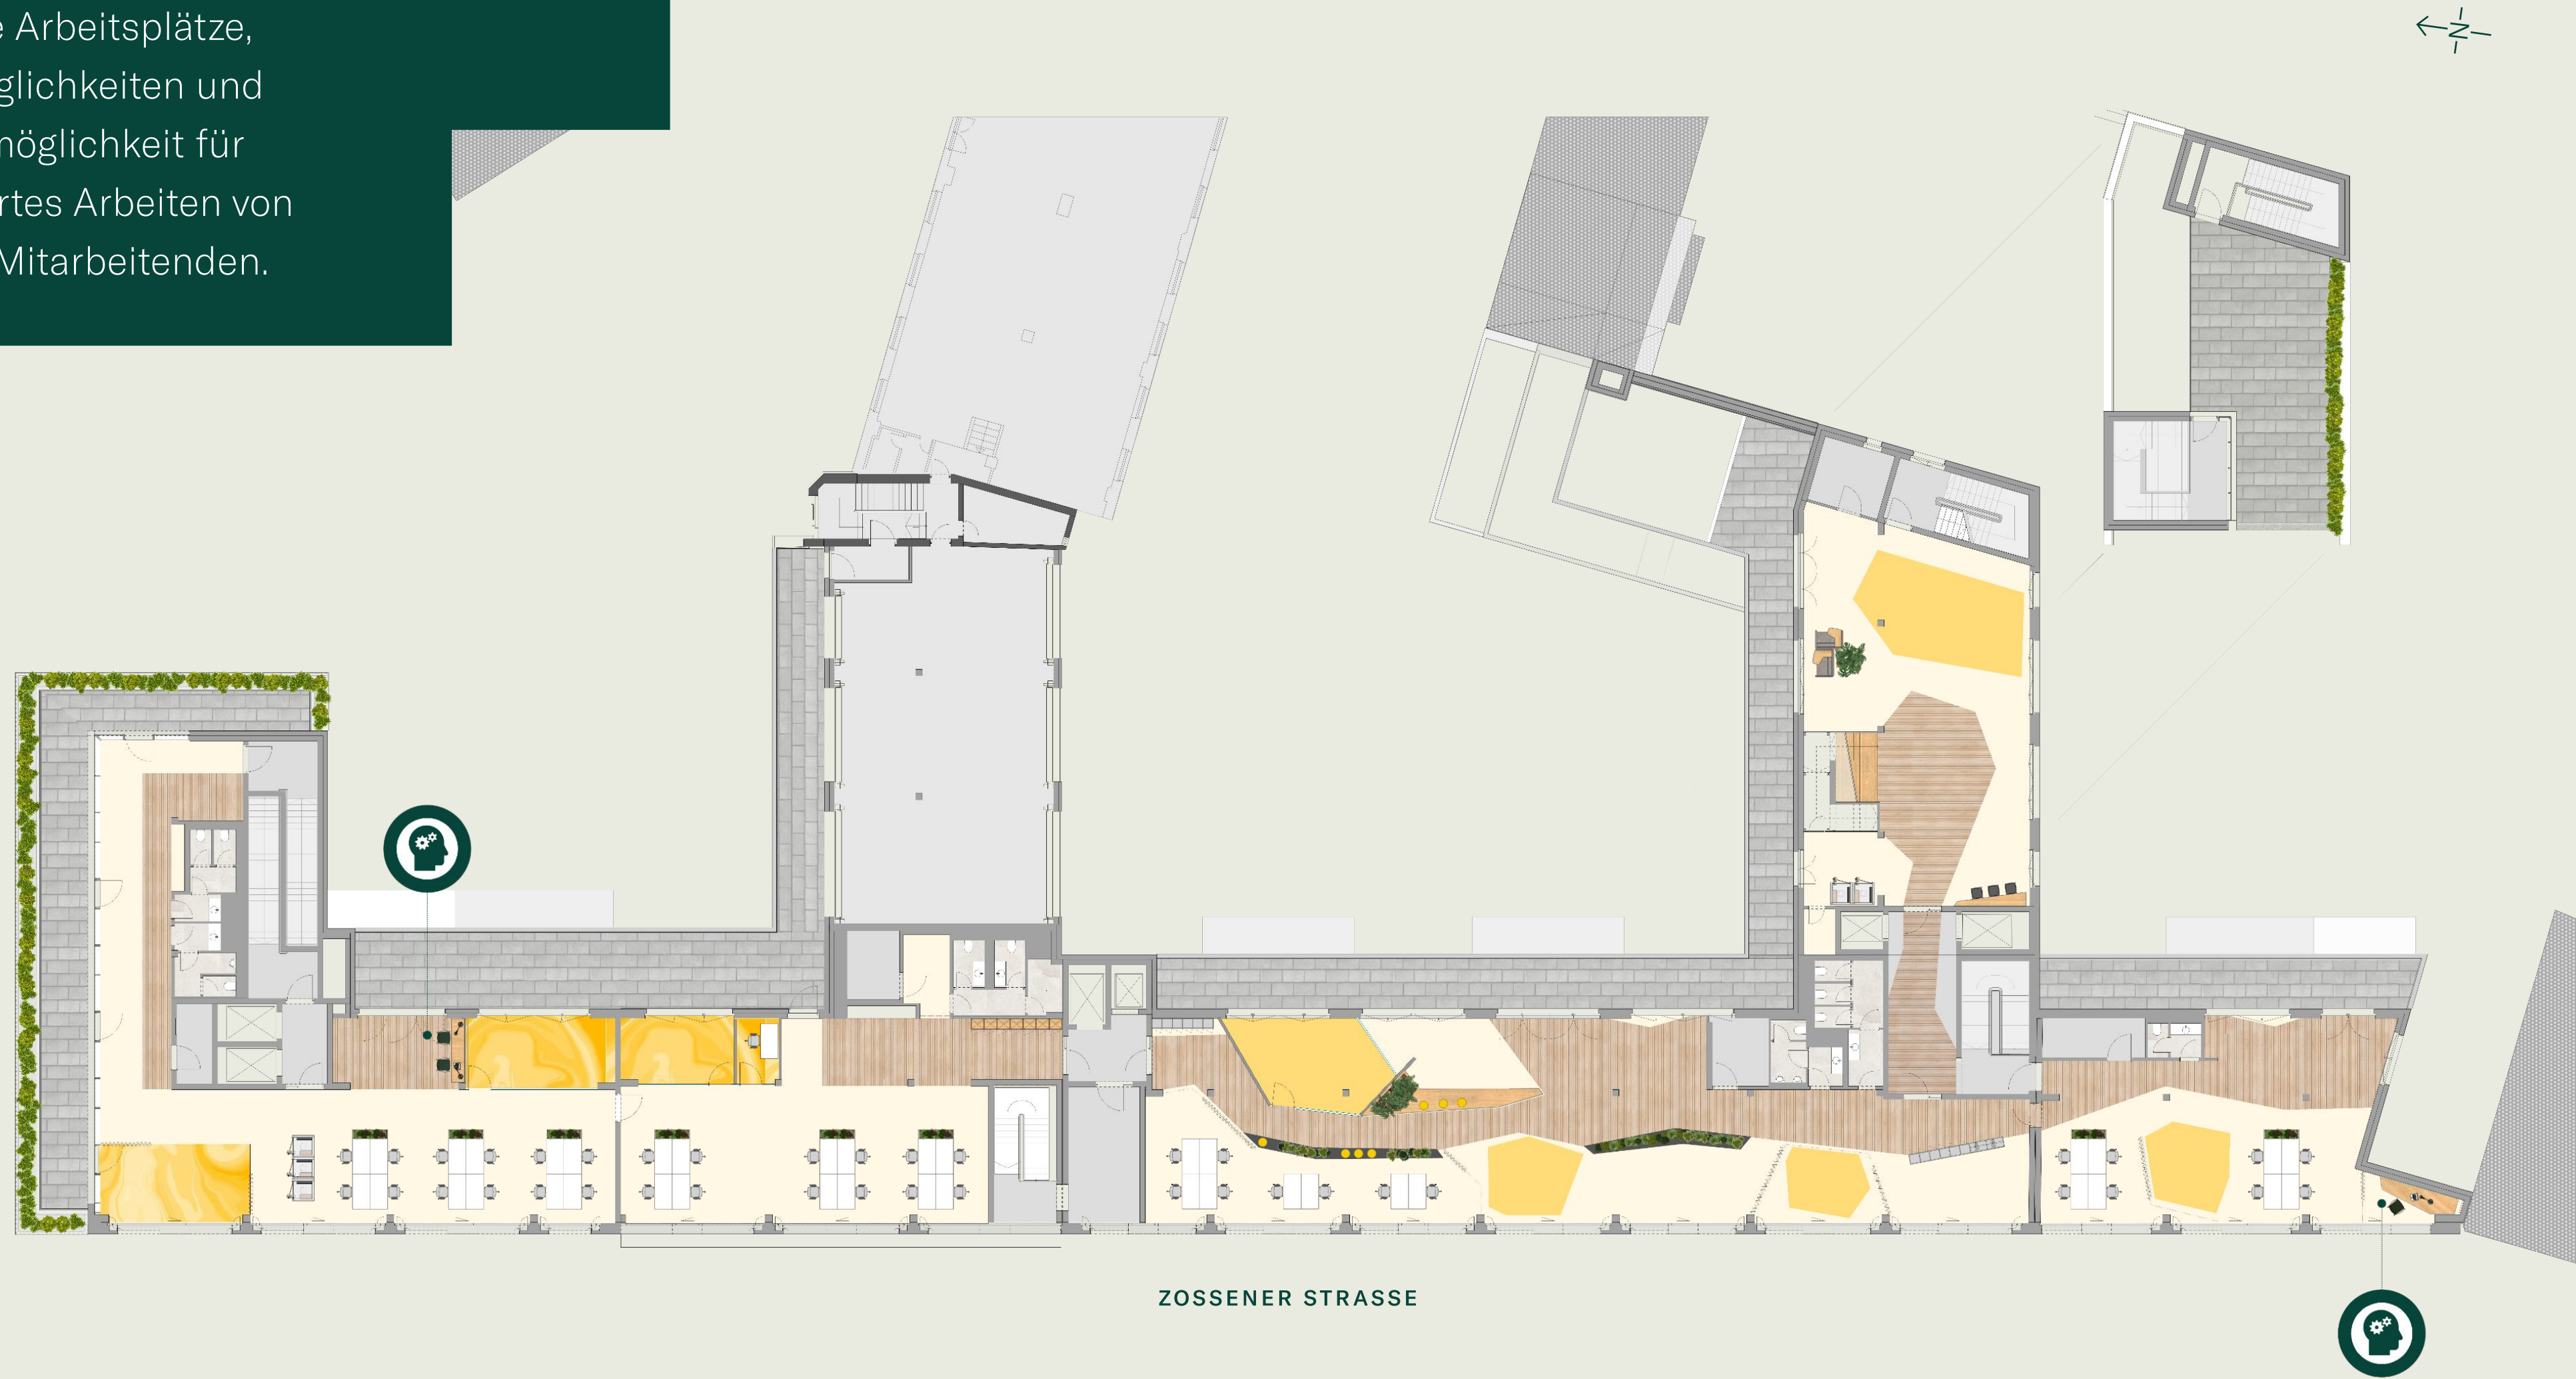 Arbeitsplätze,
glichkeiten und
möglichkeit für
rtes Arbeiten von
Mitarbeitenden.
N
ZOSSENER STRASSE